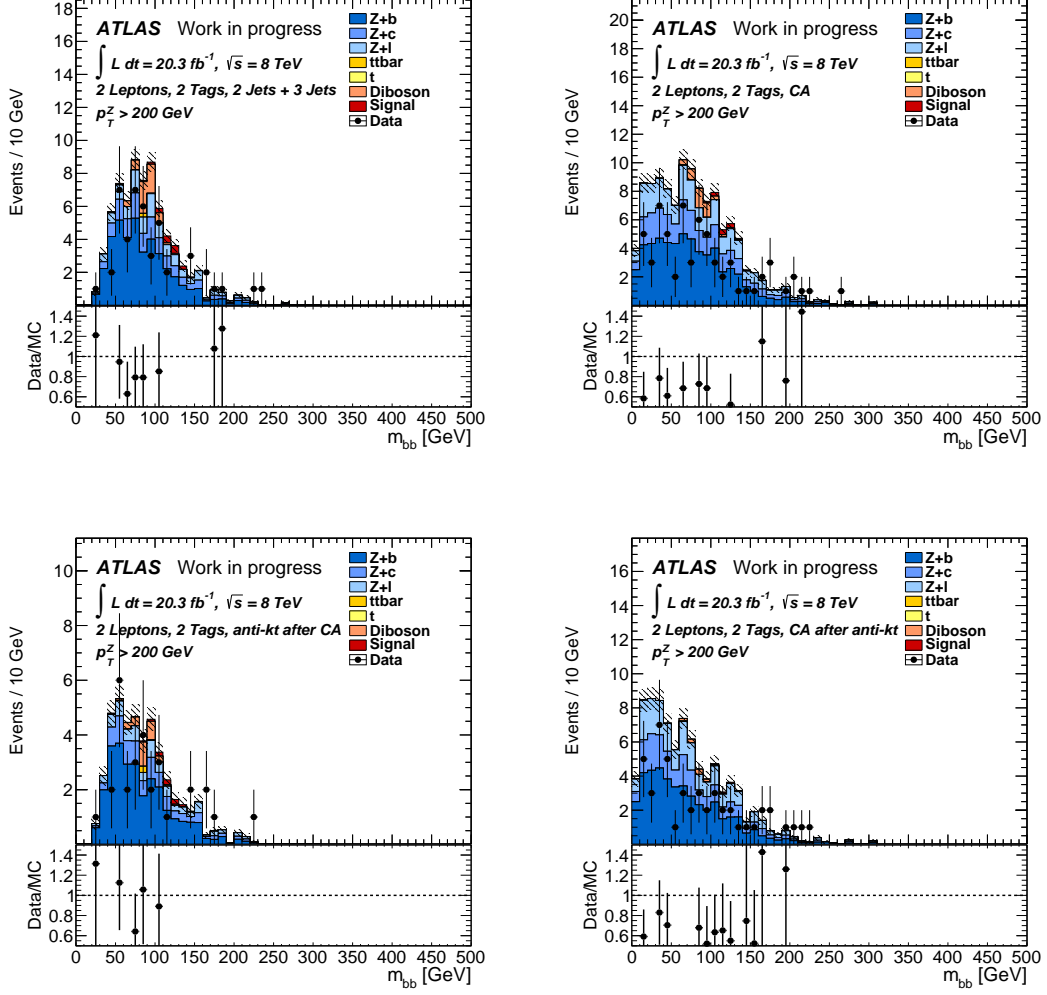 Events / 10 GeV
18
16
14
12
10
8
6
4
2
ATLAS Work in progress
∫ L dt = 20.3 fb⁻¹, √s = 8 TeV
2 Leptons, 2 Tags, 2 Jets + 3 Jets
p_T^Z > 200 GeV
Z+b
Z+c
Z+l
ttbar
t
Diboson
Signal
Data
Data/MC
1.4
1.2
1
0.8
0.6
0 50 100 150 200 250 300 350 400 450 500
m_bb [GeV]
Events / 10 GeV
20
18
16
14
12
10
8
6
4
2
ATLAS Work in progress
∫ L dt = 20.3 fb⁻¹, √s = 8 TeV
2 Leptons, 2 Tags, CA
p_T^Z > 200 GeV
Z+b
Z+c
Z+l
ttbar
t
Diboson
Signal
Data
Data/MC
1.4
1.2
1
0.8
0.6
0 50 100 150 200 250 300 350 400 450 500
m_bb [GeV]
Events / 10 GeV
10
8
6
4
2
ATLAS Work in progress
∫ L dt = 20.3 fb⁻¹, √s = 8 TeV
2 Leptons, 2 Tags, anti-kt after CA
p_T^Z > 200 GeV
Z+b
Z+c
Z+l
ttbar
t
Diboson
Signal
Data
Data/MC
1.4
1.2
1
0.8
0.6
0 50 100 150 200 250 300 350 400 450 500
m_bb [GeV]
Events / 10 GeV
16
14
12
10
8
6
4
2
ATLAS Work in progress
∫ L dt = 20.3 fb⁻¹, √s = 8 TeV
2 Leptons, 2 Tags, CA after anti-kt
p_T^Z > 200 GeV
Z+b
Z+c
Z+l
ttbar
t
Diboson
Signal
Data
Data/MC
1.4
1.2
1
0.8
0.6
0 50 100 150 200 250 300 350 400 450 500
m_bb [GeV]